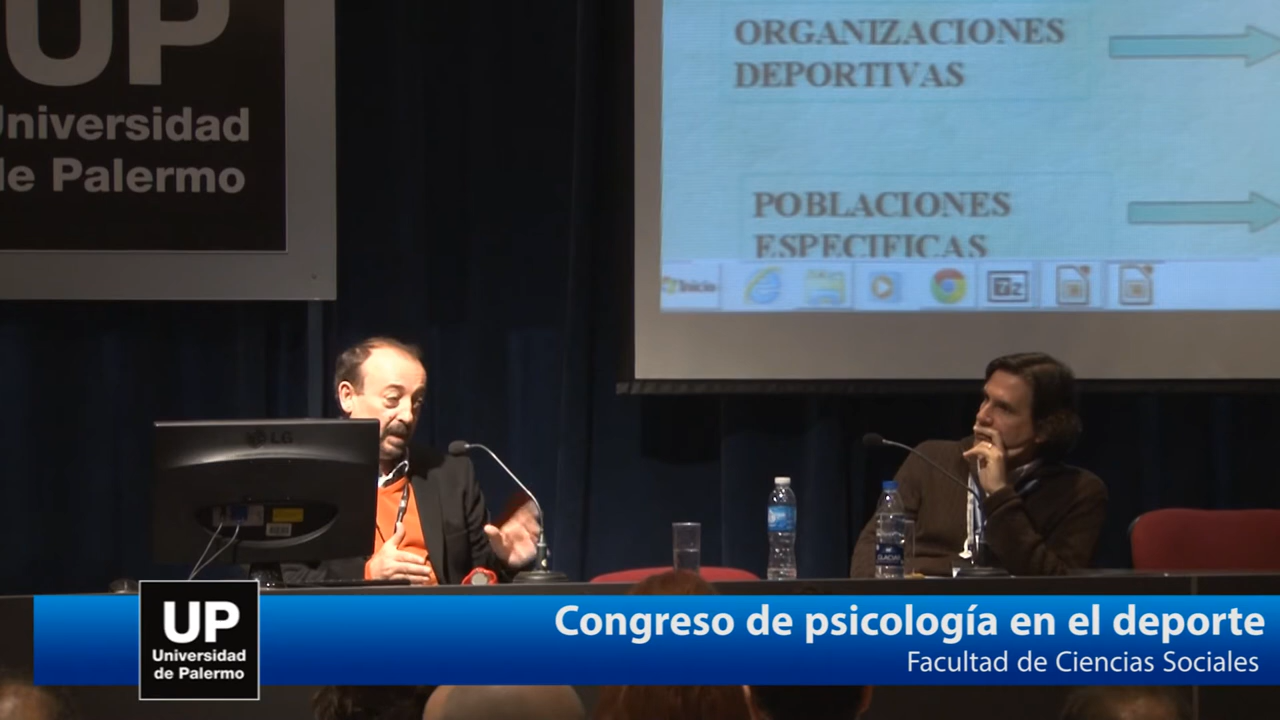 UP
Universidad
de Palermo
ORGANIZACIONES
DEPORTIVAS
POBLACIONES
ESPECIFICAS
Inicio
7z
LG
Congreso de psicología en el deporte
Facultad de Ciencias Sociales
UP
Universidad
de Palermo